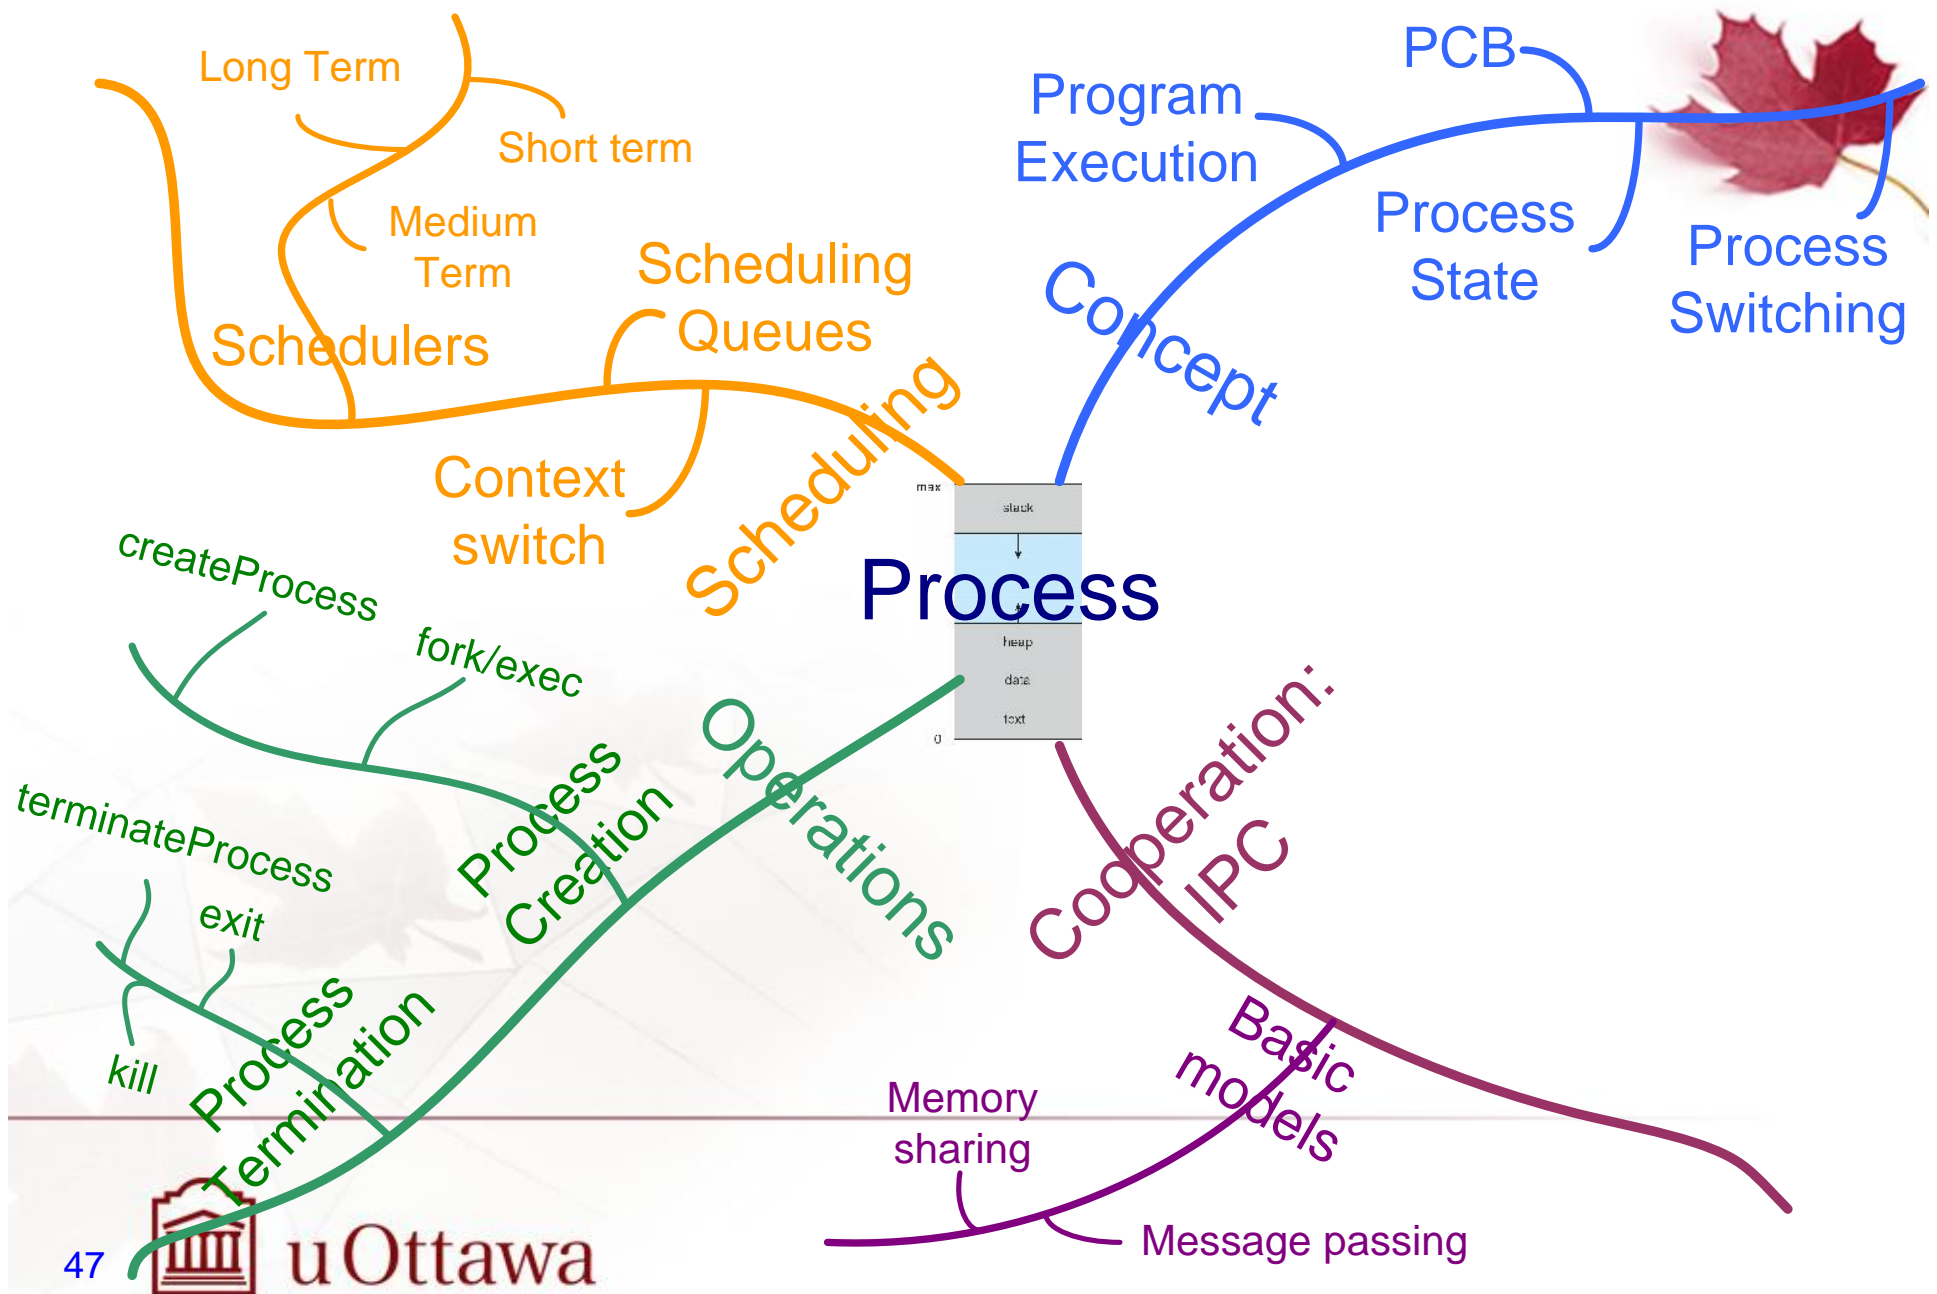 Long Term
Short term
Medium
Term
Schedulers
Scheduling
Queues
Context
switch
Scheduling
PCB
Program
Execution
Process
State
Process
Switching
Concept
max
stack
Process
heap
data
text
0
createProcess
fork/exec
Process
Creation
Operations
terminateProcess
exit
kill
Process
Termination
Cooperation:
IPC
Basic
models
Memory
sharing
Message passing
47
uOttawa